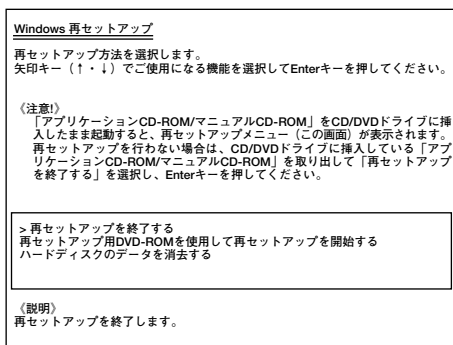 Windows 再セットアップ
再セットアップ方法を選択します。
矢印キー（↑・↓）でご使用になる機能を選択してEnterキーを押してください。
《注意!》
「アプリケーションCD-ROM/マニュアルCD-ROM」をCD/DVDドライブに挿
入したまま起動すると、再セットアップメニュー（この画面）が表示されます。
再セットアップを行わない場合は、CD/DVDドライブに挿入している「アプ
リケーションCD-ROM/マニュアルCD-ROM」を取り出して「再セットアップ
を終了する」を選択し、Enterキーを押してください。
> 再セットアップを終了する
再セットアップ用DVD-ROMを使用して再セットアップを開始する
ハードディスクのデータを消去する
《説明》
再セットアップを終了します。